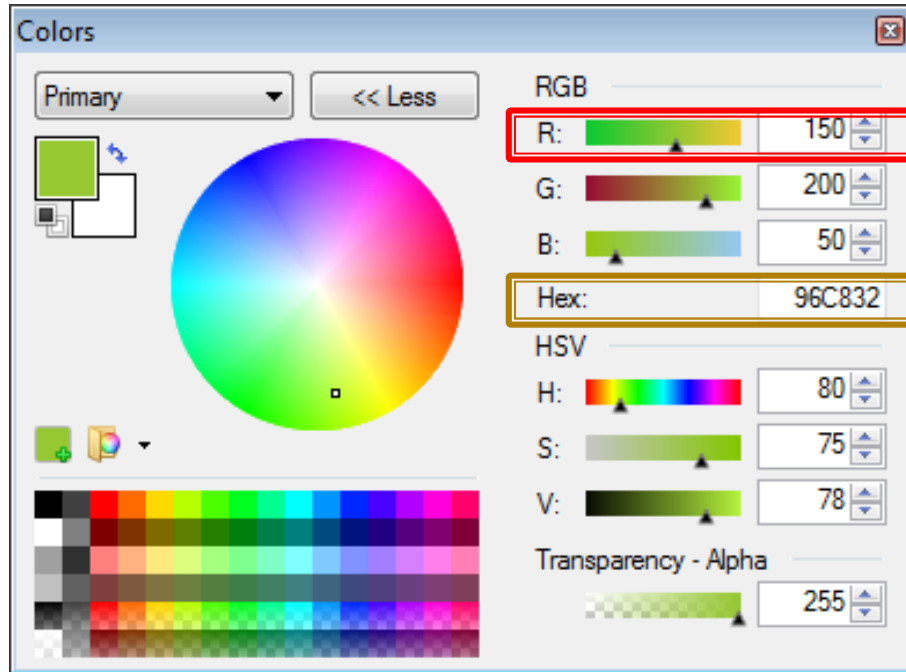 Colors
Primary
<< Less
RGB
R: 150
G: 200
B: 50
Hex: 96C832
HSV
H: 80
S: 75
V: 78
Transparency - Alpha
255